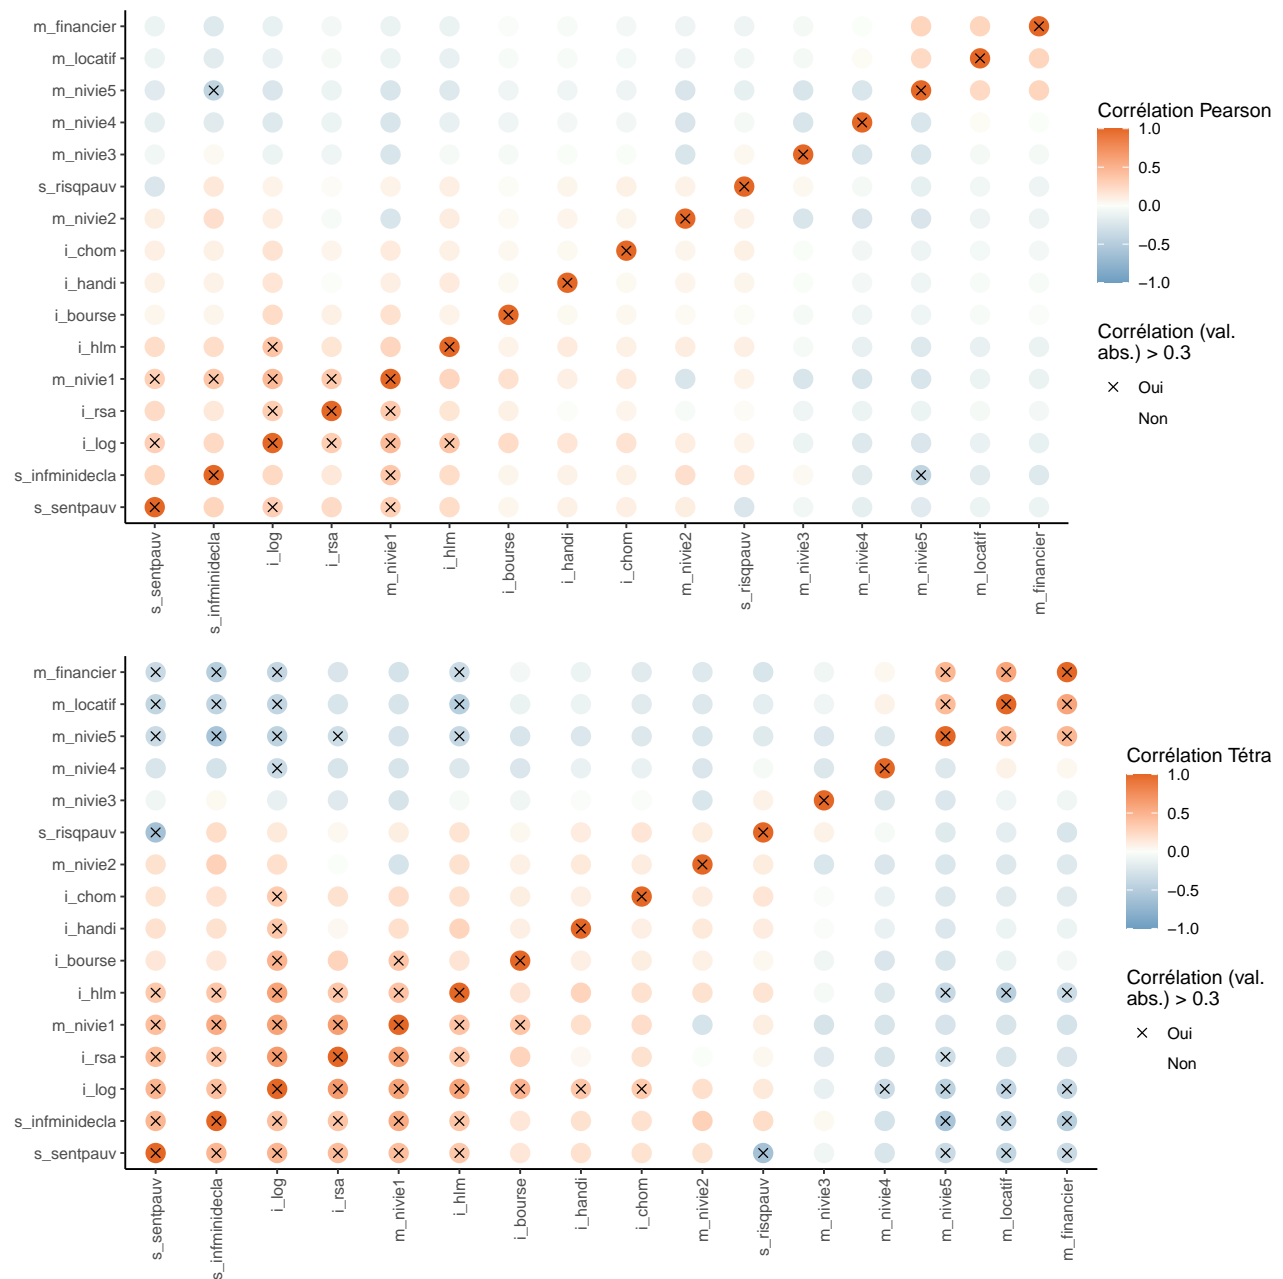 m_financier
m_locatif
m_nivie5
m_nivie4
m_nivie3
s_risqpauv
m_nivie2
i_chom
i_handi
i_bourse
i_hlm
m_nivie1
i_rsa
i_log
s_infminidecla
s_sentpauv
s_sentpauv
s_infminidecla
i_log
i_rsa
m_nivie1
i_hlm
i_bourse
i_handi
i_chom
m_nivie2
s_risqpauv
m_nivie3
m_nivie4
m_nivie5
m_locatif
m_financier
Corrélation Pearson
1.0
0.5
0.0
−0.5
−1.0
Corrélation (val.
abs.) > 0.3
Oui
Non
m_financier
m_locatif
m_nivie5
m_nivie4
m_nivie3
s_risqpauv
m_nivie2
i_chom
i_handi
i_bourse
i_hlm
m_nivie1
i_rsa
i_log
s_infminidecla
s_sentpauv
s_sentpauv
s_infminidecla
i_log
i_rsa
m_nivie1
i_hlm
i_bourse
i_handi
i_chom
m_nivie2
s_risqpauv
m_nivie3
m_nivie4
m_nivie5
m_locatif
m_financier
Corrélation Tétra
1.0
0.5
0.0
−0.5
−1.0
Corrélation (val.
abs.) > 0.3
Oui
Non